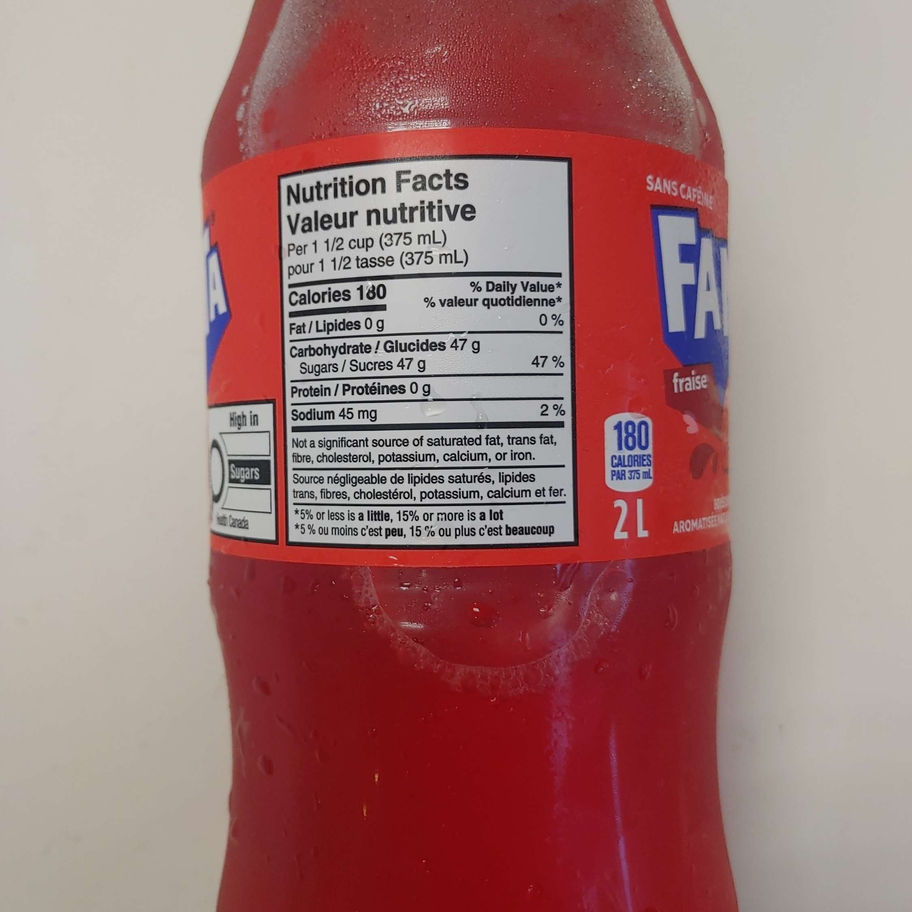 Nutrition Facts
Valeur nutritive
Per 1 1/2 cup (375 mL)
pour 1 1/2 tasse (375 mL)
Calories 180
% Daily Value*
% valeur quotidienne*
Fat / Lipides 0 g 0 %
Carbohydrate / Glucides 47 g
Sugars / Sucres 47 g 47 %
Protein / Protéines 0 g
Sodium 45 mg 2 %
Not a significant source of saturated fat, trans fat,
fibre, cholesterol, potassium, calcium, or iron.
Source négligeable de lipides saturés, lipides
trans, fibres, cholestérol, potassium, calcium et fer.
*5% or less is a little, 15% or more is a lot
*5 % ou moins c'est peu, 15 % ou plus c'est beaucoup
High in
Sugars
Health Canada
SANS CAFÉINE
FA
fraise
180
CALORIES
PAR 375 mL
2 L